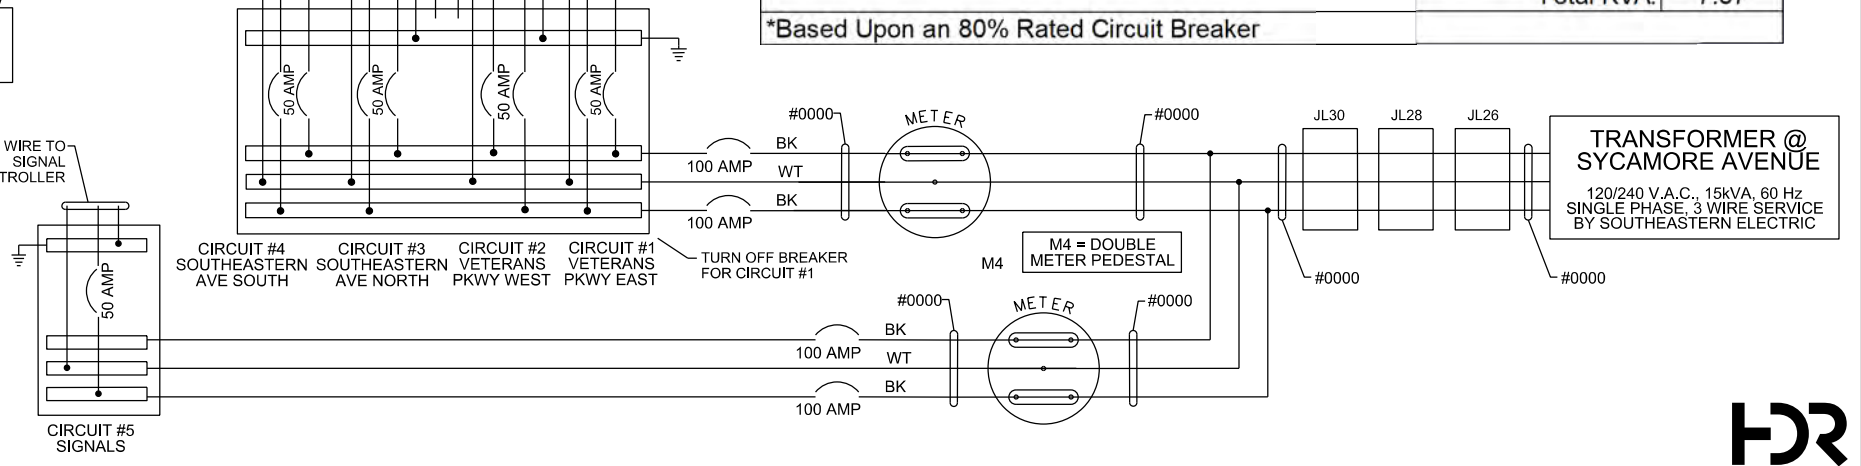 Total KVA: 7.67
*Based Upon an 80% Rated Circuit Breaker
50 AMP
50 AMP
50 AMP
50 AMP
#0000
METER
#0000
JL30
JL28
JL26
TRANSFORMER @
SYCAMORE AVENUE
120/240 V.A.C., 15kVA, 60 Hz
SINGLE PHASE, 3 WIRE SERVICE
BY SOUTHEASTERN ELECTRIC
WIRE TO
SIGNAL
TROLLER
BK
100 AMP
WT
BK
100 AMP
CIRCUIT #4
SOUTHEASTERN
AVE SOUTH
CIRCUIT #3
SOUTHEASTERN
AVE NORTH
CIRCUIT #2
VETERANS
PKWY WEST
CIRCUIT #1
VETERANS
PKWY EAST
TURN OFF BREAKER
FOR CIRCUIT #1
M4
M4 = DOUBLE
METER PEDESTAL
#0000
#0000
50 AMP
#0000
METER
#0000
BK
100 AMP
WT
BK
100 AMP
CIRCUIT #5
SIGNALS
HDR